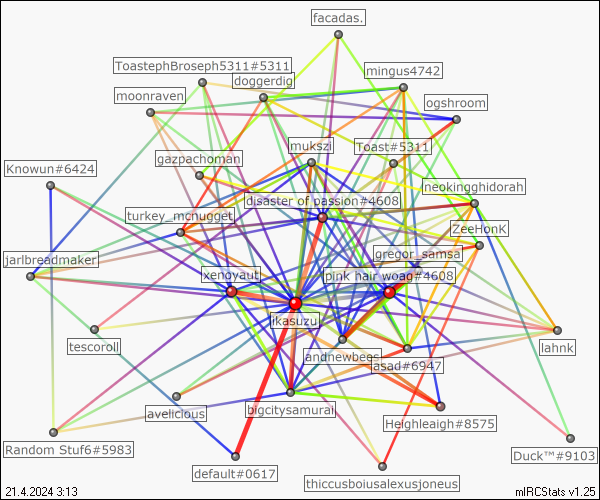 facadas.
ToastephBroseph5311#5311
mingus4742
doggerdig
moonraven
ogshroom
mukszi
Toast#5311
gazpachoman
Knowun#6424
neokingghidorah
disaster of passion#4608
turkey_mcnugget
ZeeHonK
gregor_samsa
jarlbreadmaker
xenoyaut
pink hair woag#4608
ikasuzu
lahnk
tescoroll
andnewbees
asad#6947
avelicious
bigcitysamurai
Heighleigh#8575
Random Stuf6#5983
Duck™#9103
default#0617
thiccusboiusalexusjoneus
21.4.2024 3:13
mIRCStats v1.25